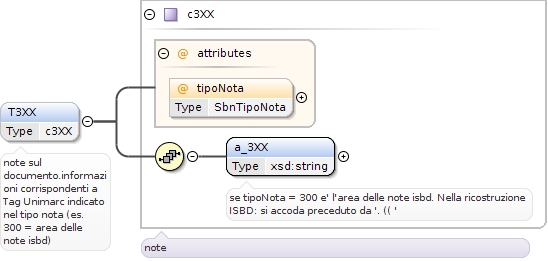 c3XX
@ attributes
@ tipoNota
Type SbnTipoNota
T3XX
Type c3XX
note sul
documento.informazi
oni corrispondenti a
Tag Unimarc indicato
nel tipo nota (es.
300 = area delle
note isbd)
a_3XX
Type xsd:string
se tipoNota = 300 e' l'area delle note isbd. Nella ricostruzione
ISBD: si accoda preceduto da '. (( '
note